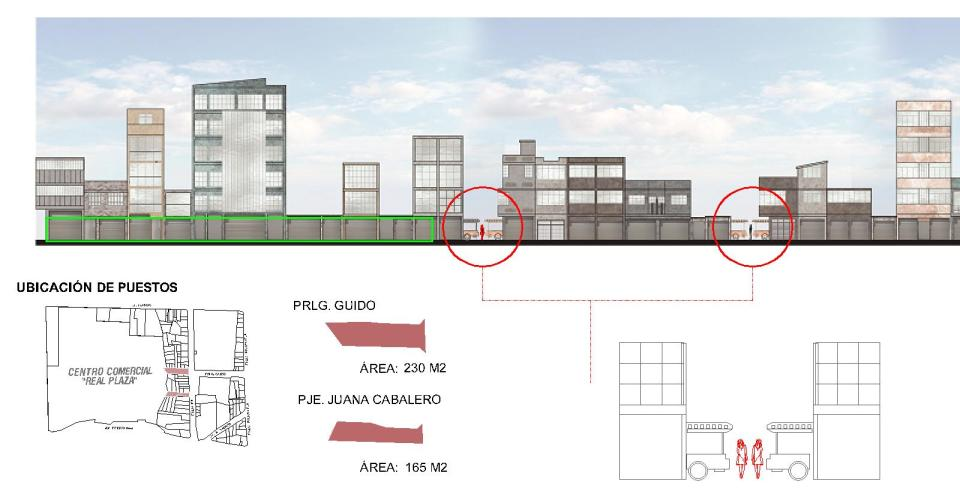 UBICACIÓN DE PUESTOS
CENTRO COMERCIAL
"REAL PLAZA"
PRLG. GUIDO
ÁREA: 230 M2
PJE. JUANA CABALERO
ÁREA: 165 M2